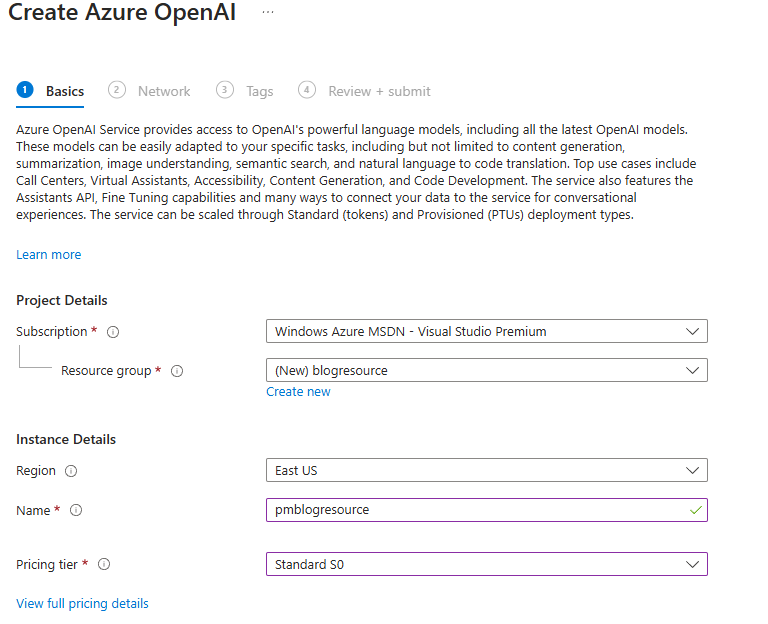 Create Azure OpenAI ...
1 Basics 2 Network 3 Tags 4 Review + submit
Azure OpenAI Service provides access to OpenAI's powerful language models, including all the latest OpenAI models.
These models can be easily adapted to your specific tasks, including but not limited to content generation,
summarization, image understanding, semantic search, and natural language to code translation. Top use cases include
Call Centers, Virtual Assistants, Accessibility, Content Generation, and Code Development. The service also features the
Assistants API, Fine Tuning capabilities and many ways to connect your data to the service for conversational
experiences. The service can be scaled through Standard (tokens) and Provisioned (PTUs) deployment types.
Learn more
Project Details
Subscription * Windows Azure MSDN - Visual Studio Premium
Resource group * (New) blogresource
Create new
Instance Details
Region East US
Name * pmblogresource
Pricing tier * Standard S0
View full pricing details